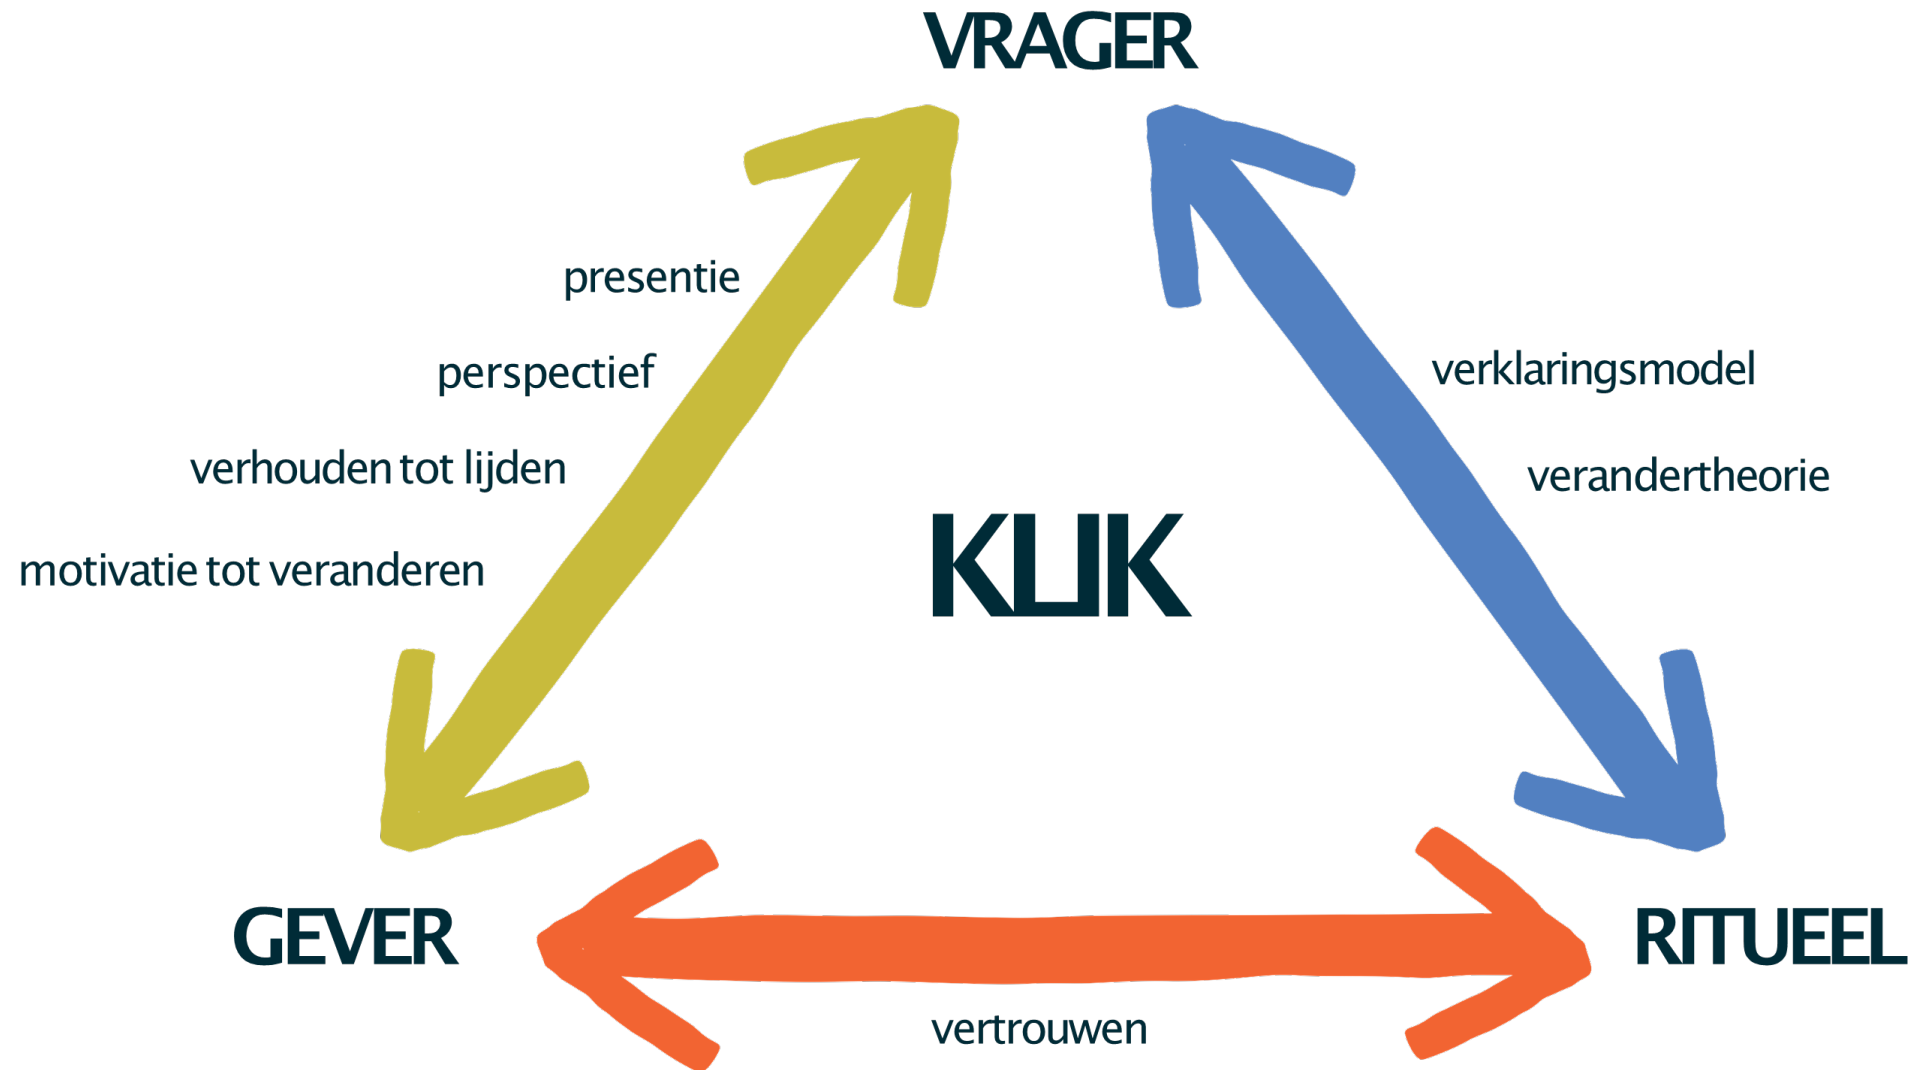 VRAGER
presentie
perspectief
verklaringsmodel
verhouden tot lijden
verandertheorie
motivatie tot veranderen
KLIK
GEVER
RITUEEL
vertrouwen